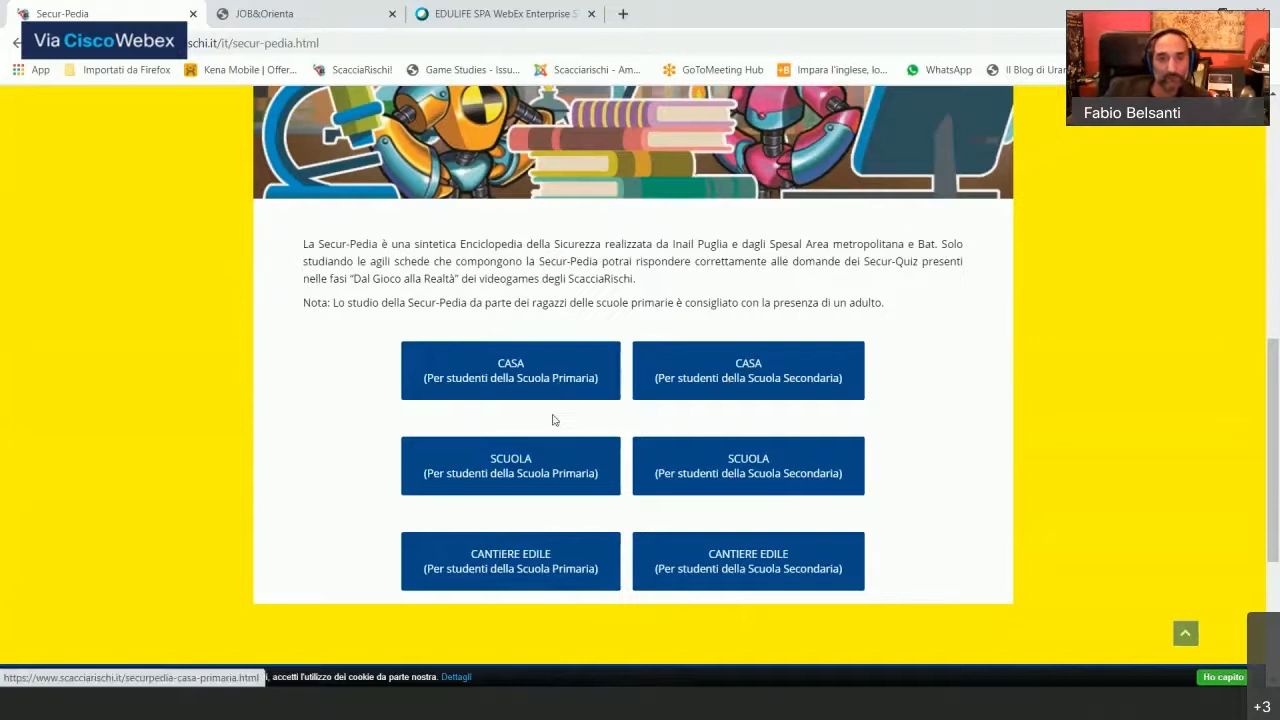 Secur-Pedia
JOB&Orienta
EDULIFE SPA WebEx Enterprise S
Via CiscoWebex
schi.it/it/secur-pedia.html
App
Importati da Firefox
Kena Mobile | Offer...
ScacciaRischi!
Game Studies - Issu...
Scacciarischi - Am...
GoToMeeting Hub
Impara l'inglese, lo...
WhatsApp
Il Blog di Uran
Fabio Belsanti
La Secur-Pedia è una sintetica Enciclopedia della Sicurezza realizzata da Inail Puglia e dagli Spesal Area metropolitana e Bat. Solo
studiando le agili schede che compongono la Secur-Pedia potrai rispondere correttamente alle domande dei Secur-Quiz presenti
nelle fasi “Dal Gioco alla Realtà” dei videogames degli ScacciaRischi.
Nota: Lo studio della Secur-Pedia da parte dei ragazzi delle scuole primarie è consigliato con la presenza di un adulto.
CASA
(Per studenti della Scuola Primaria)
CASA
(Per studenti della Scuola Secondaria)
SCUOLA
(Per studenti della Scuola Primaria)
SCUOLA
(Per studenti della Scuola Secondaria)
CANTIERE EDILE
(Per studenti della Scuola Primaria)
CANTIERE EDILE
(Per studenti della Scuola Secondaria)
https://www.scacciarischi.it/securpedia-casa-primaria.html
, accetti l'utilizzo dei cookie da parte nostra. Dettagli
Ho capito
+3